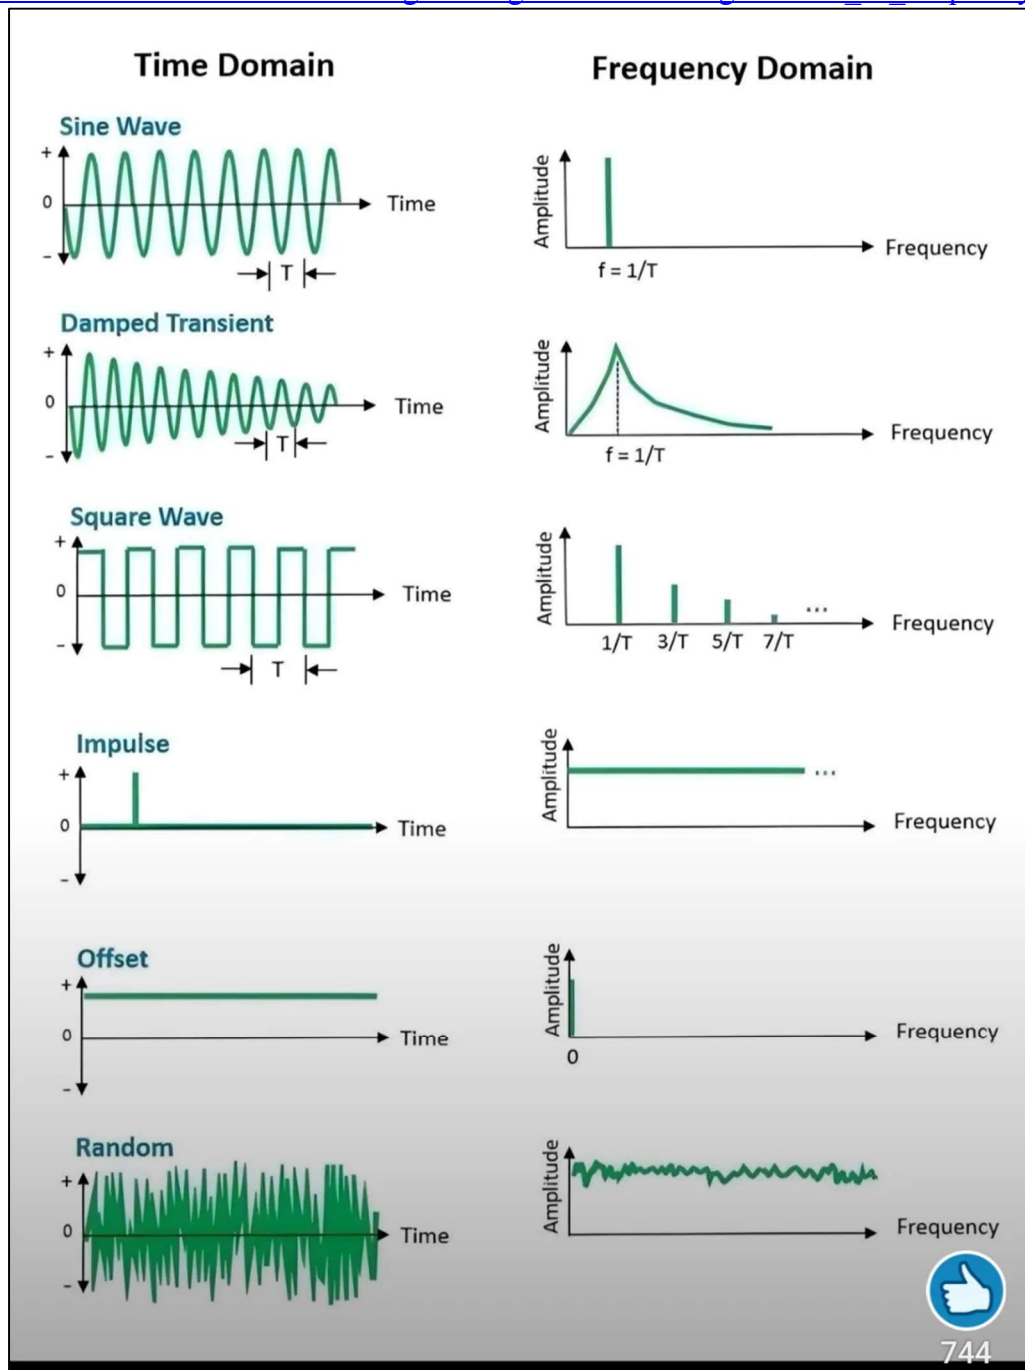 Time Domain
Frequency Domain
Sine Wave
+
0
-
Time
T
Amplitude
Frequency
f = 1/T
Damped Transient
+
0
-
Time
T
Amplitude
Frequency
f = 1/T
Square Wave
+
0
-
Time
T
Amplitude
Frequency
1/T 3/T 5/T 7/T
...
Impulse
+
0
-
Time
Amplitude
Frequency
...
Offset
+
0
-
Time
Amplitude
Frequency
0
Random
+
0
-
Time
Amplitude
Frequency
744